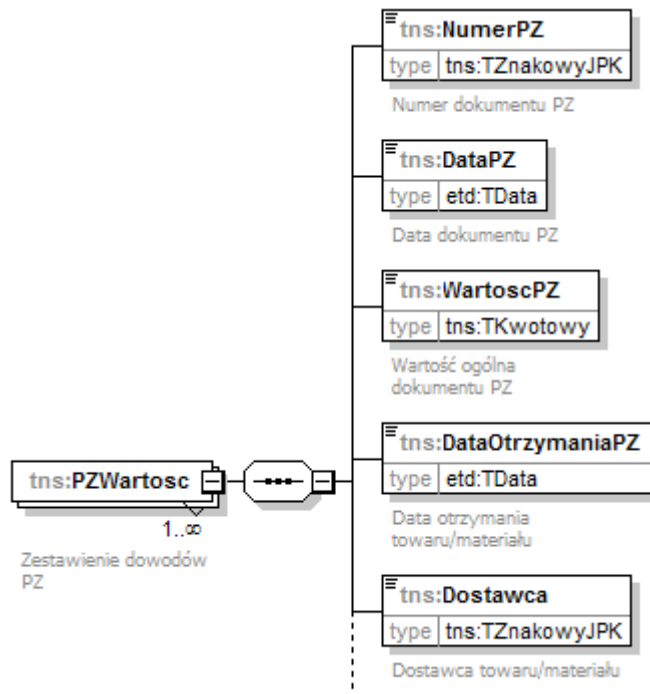 tns:NumerPZ
type tns:TZnakowyJPK
Numer dokumentu PZ
tns:DataPZ
type etd:TData
Data dokumentu PZ
tns:WartoscPZ
type tns:TKwotowy
Wartość ogólna
dokumentu PZ
tns:DataOtrzymaniaPZ
type etd:TData
Data otrzymania
towaru/materiału
tns:PZWartosc
1..∞
Zestawienie dowodów
PZ
tns:Dostawca
type tns:TZnakowyJPK
Dostawca towaru/materiału